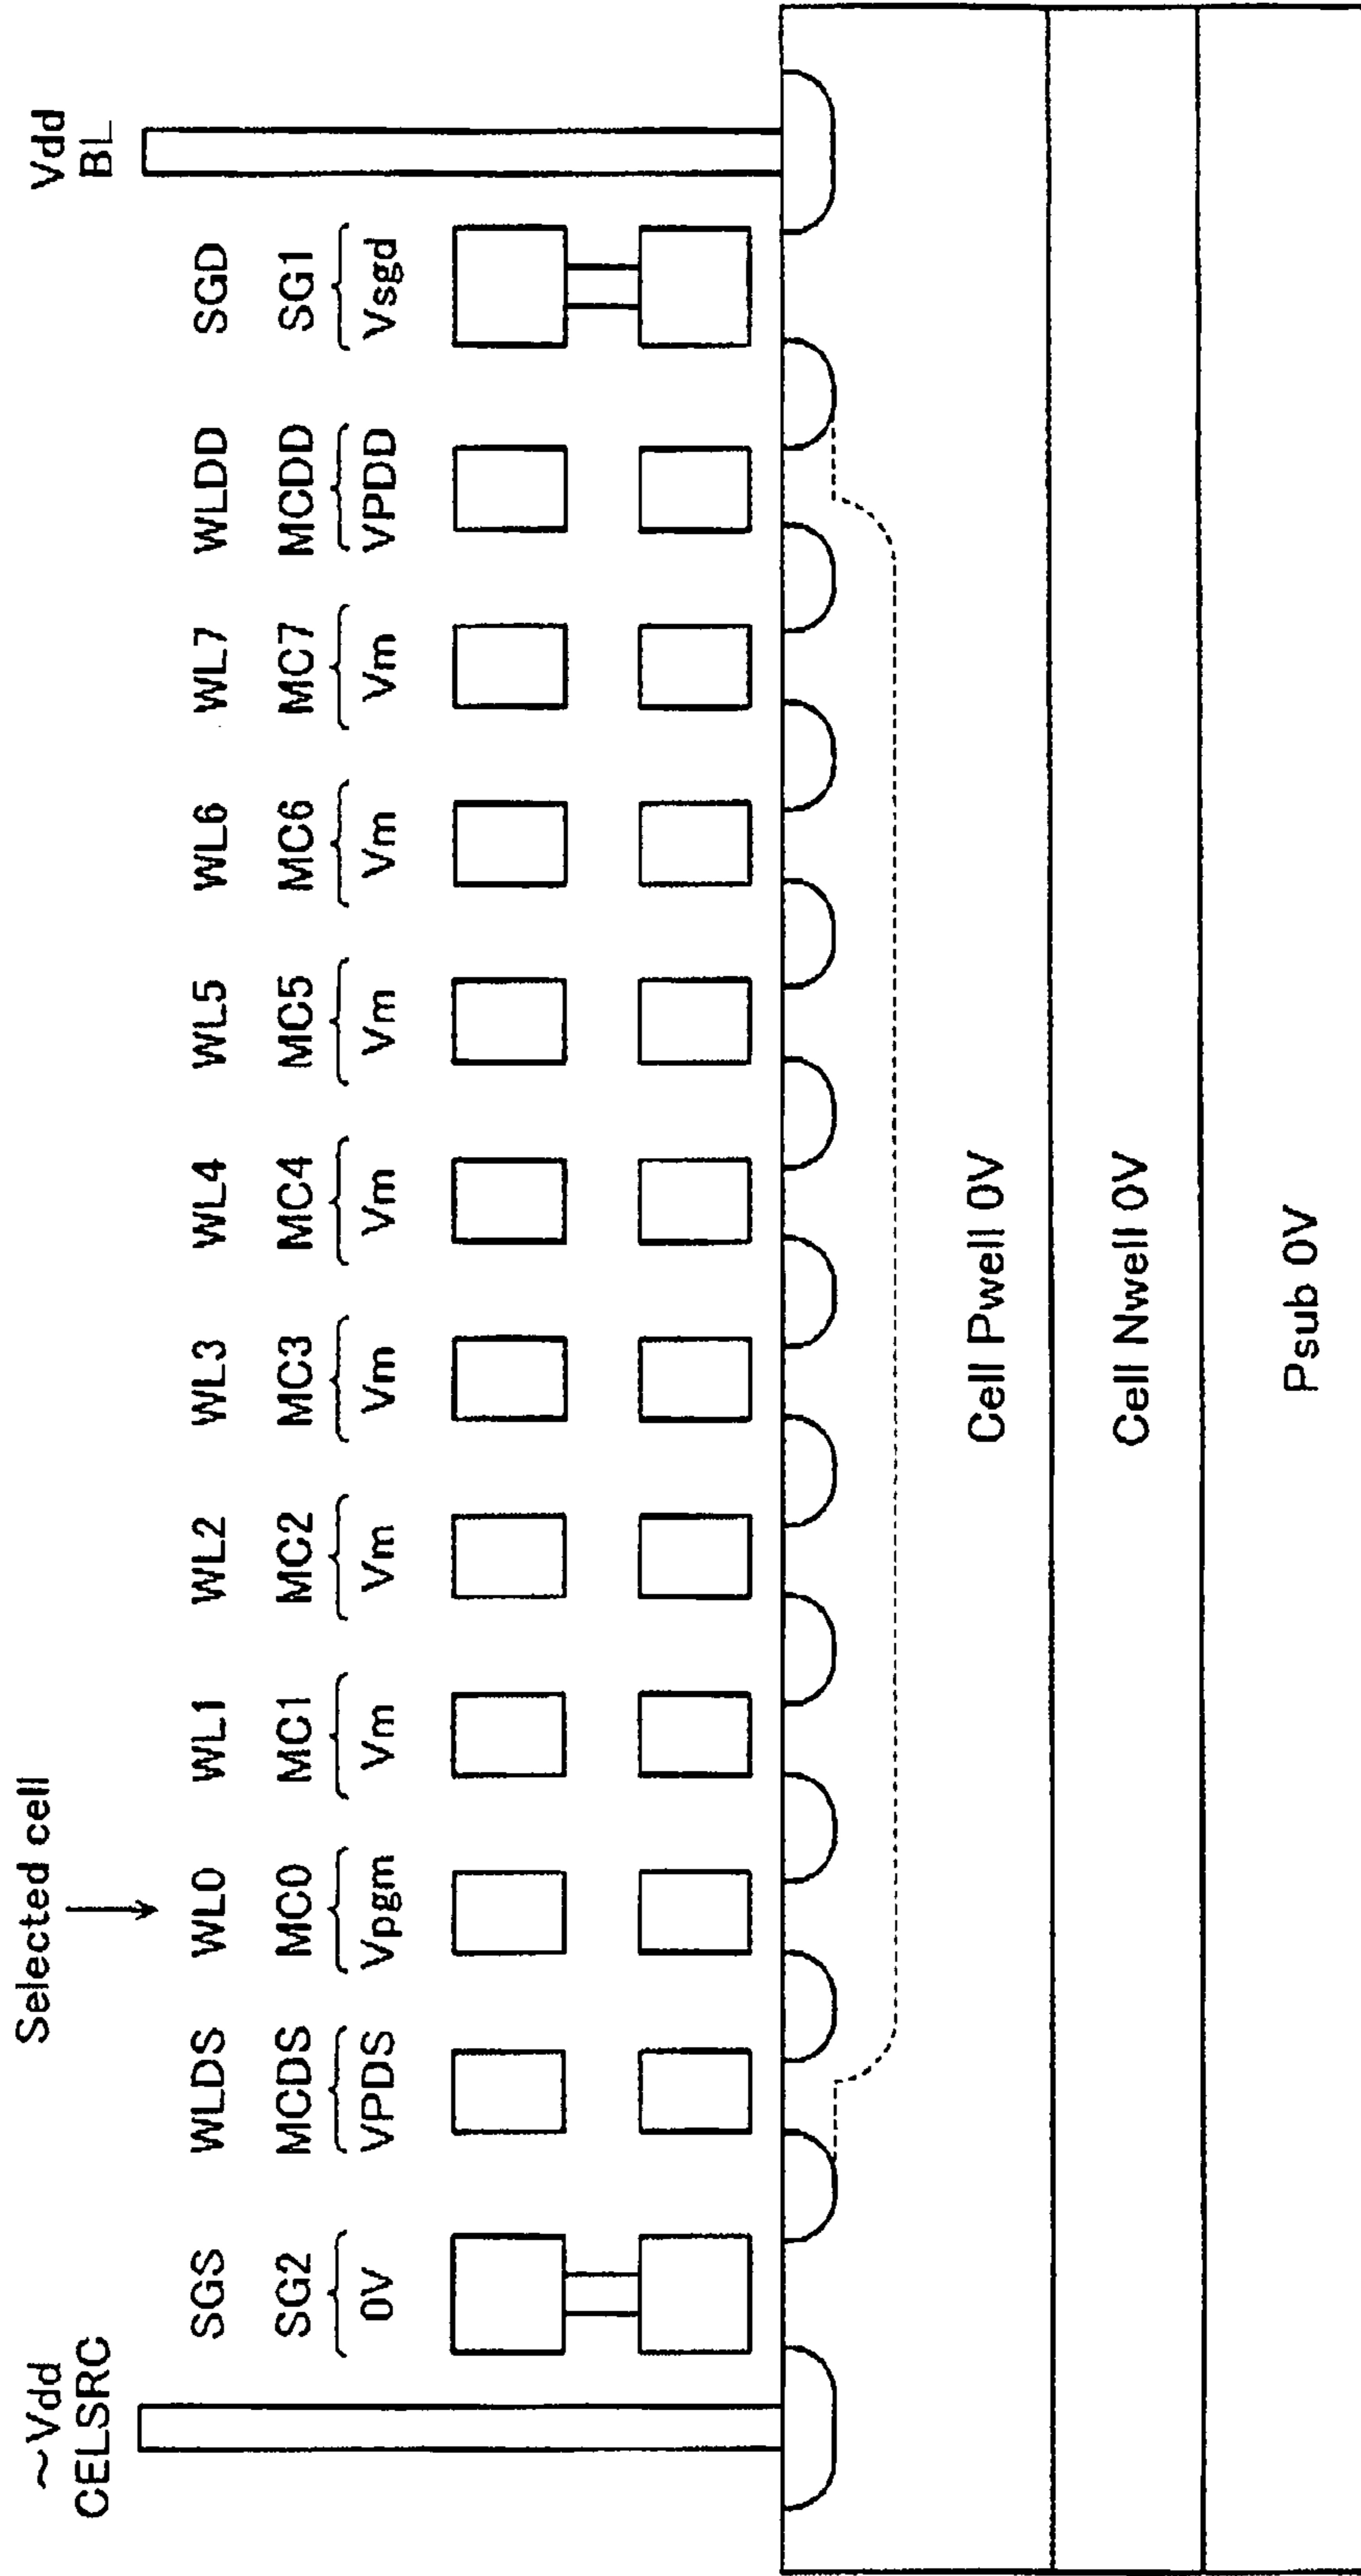 Selected cell
~Vdd
CELSRC
SGS WLDS WL0 WL1 WL2 WL3 WL4 WL5 WL6 WL7 WLDD SGD
Vdd
BL
SG2 MCDS MC0 MC1 MC2 MC3 MC4 MC5 MC6 MC7 MCDD SG1
0V VPDS Vpgm Vm Vm Vm Vm Vm Vm Vm VPDD Vsgd
Cell Pwell 0V
Cell Nwell 0V
Psub 0V